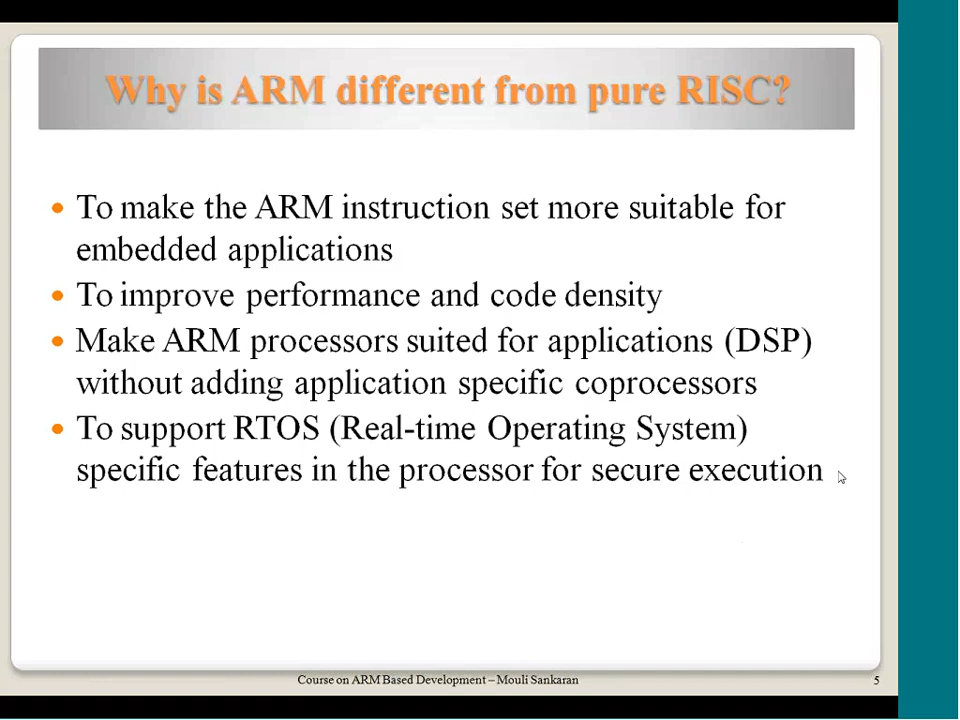 Why is ARM different from pure RISC?
• To make the ARM instruction set more suitable for
embedded applications
• To improve performance and code density
• Make ARM processors suited for applications (DSP)
without adding application specific coprocessors
• To support RTOS (Real-time Operating System)
specific features in the processor for secure execution
Course on ARM Based Development – Mouli Sankaran
5